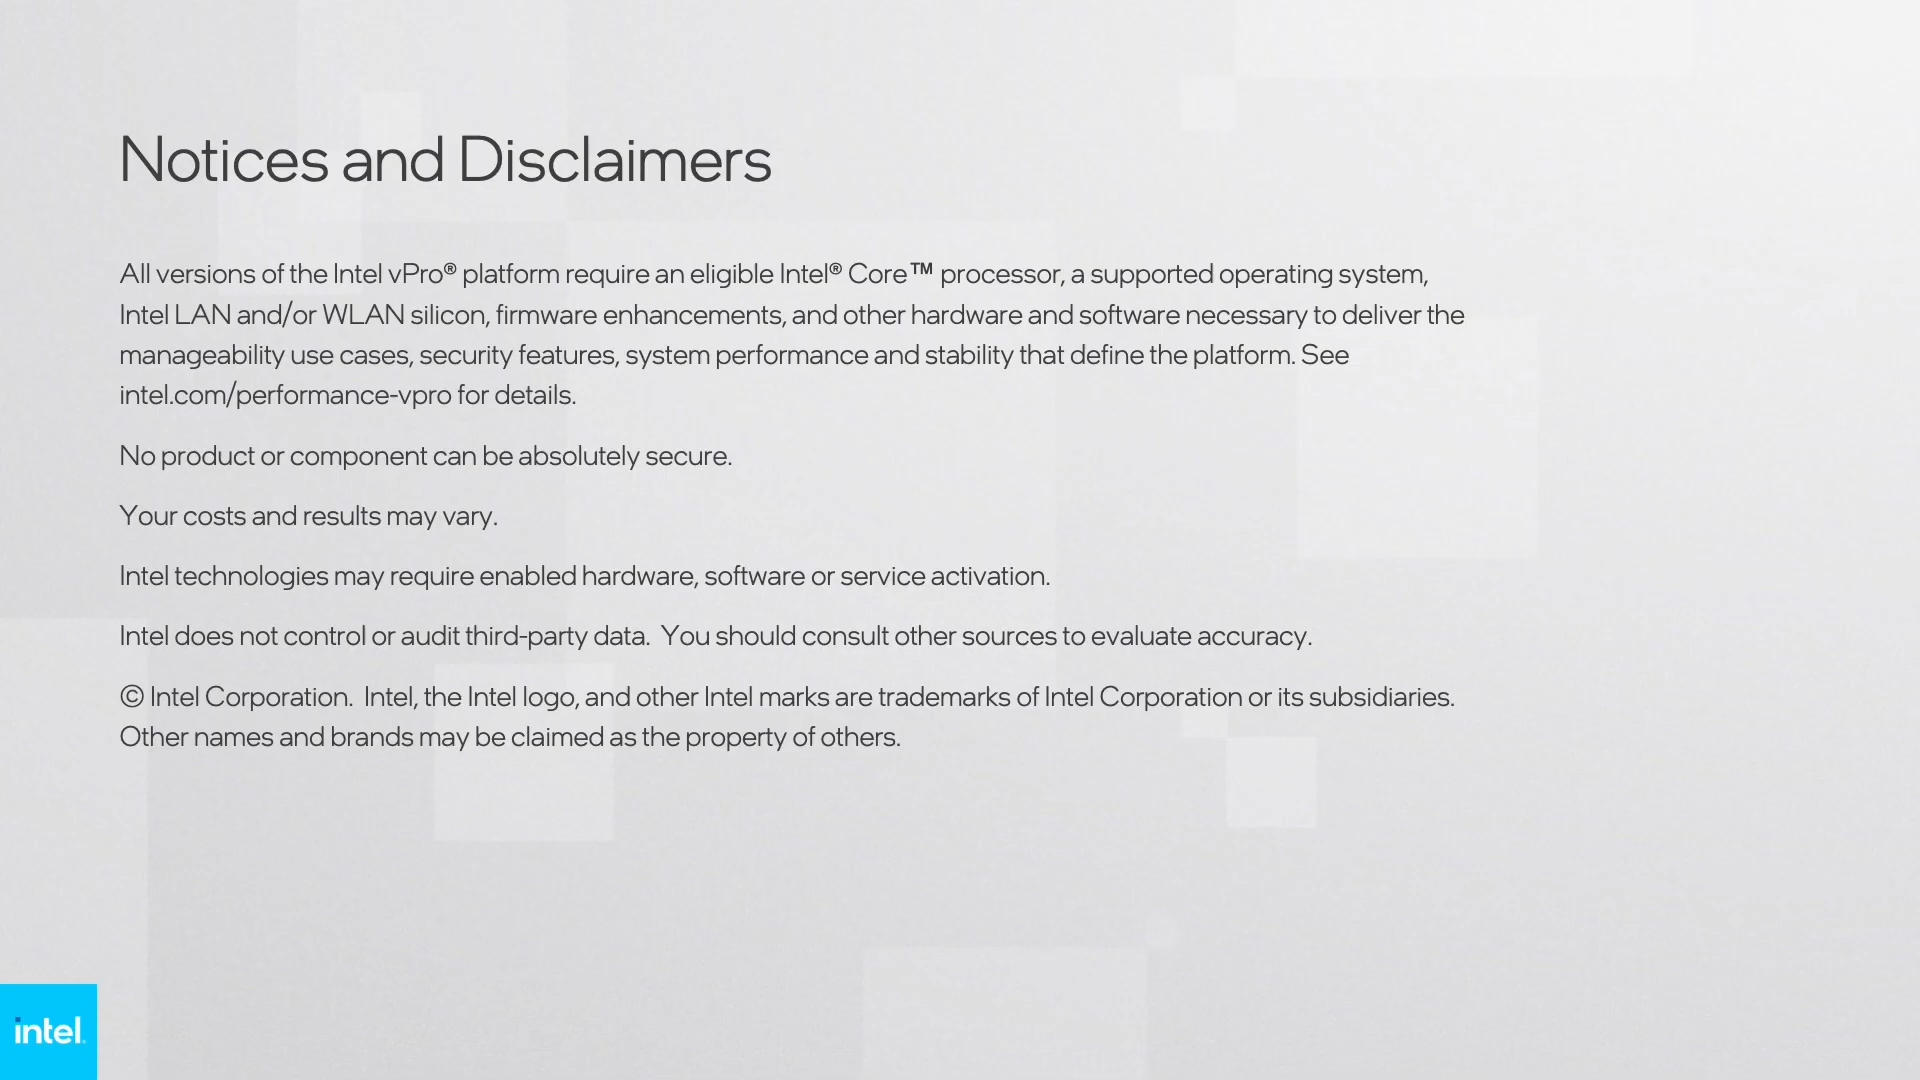 Notices and Disclaimers
All versions of the Intel vPro® platform require an eligible Intel® Core™ processor, a supported operating system,
Intel LAN and/or WLAN silicon, firmware enhancements, and other hardware and software necessary to deliver the
manageability use cases, security features, system performance and stability that define the platform. See
intel.com/performance-vpro for details.
No product or component can be absolutely secure.
Your costs and results may vary.
Intel technologies may require enabled hardware, software or service activation.
Intel does not control or audit third-party data.  You should consult other sources to evaluate accuracy.
© Intel Corporation.  Intel, the Intel logo, and other Intel marks are trademarks of Intel Corporation or its subsidiaries.
Other names and brands may be claimed as the property of others.
intel.